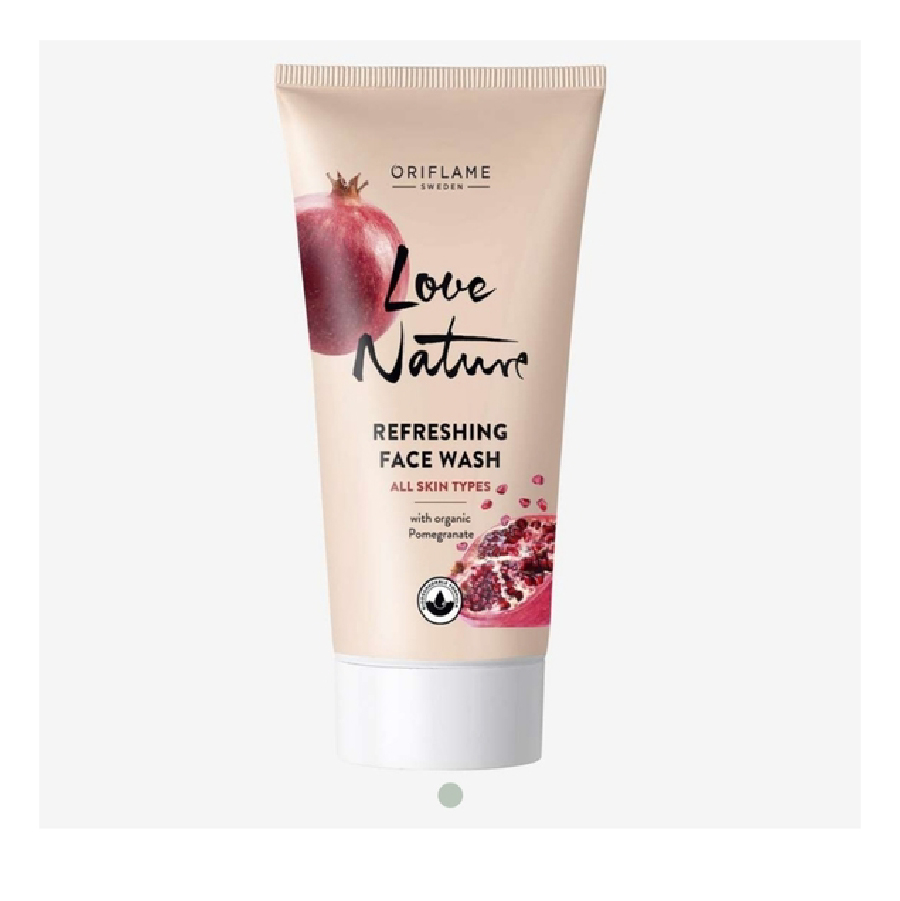 ORIFLAME
SWEDEN
Love
Nature
REFRESHING
FACE WASH
ALL SKIN TYPES
with organic
Pomegranate